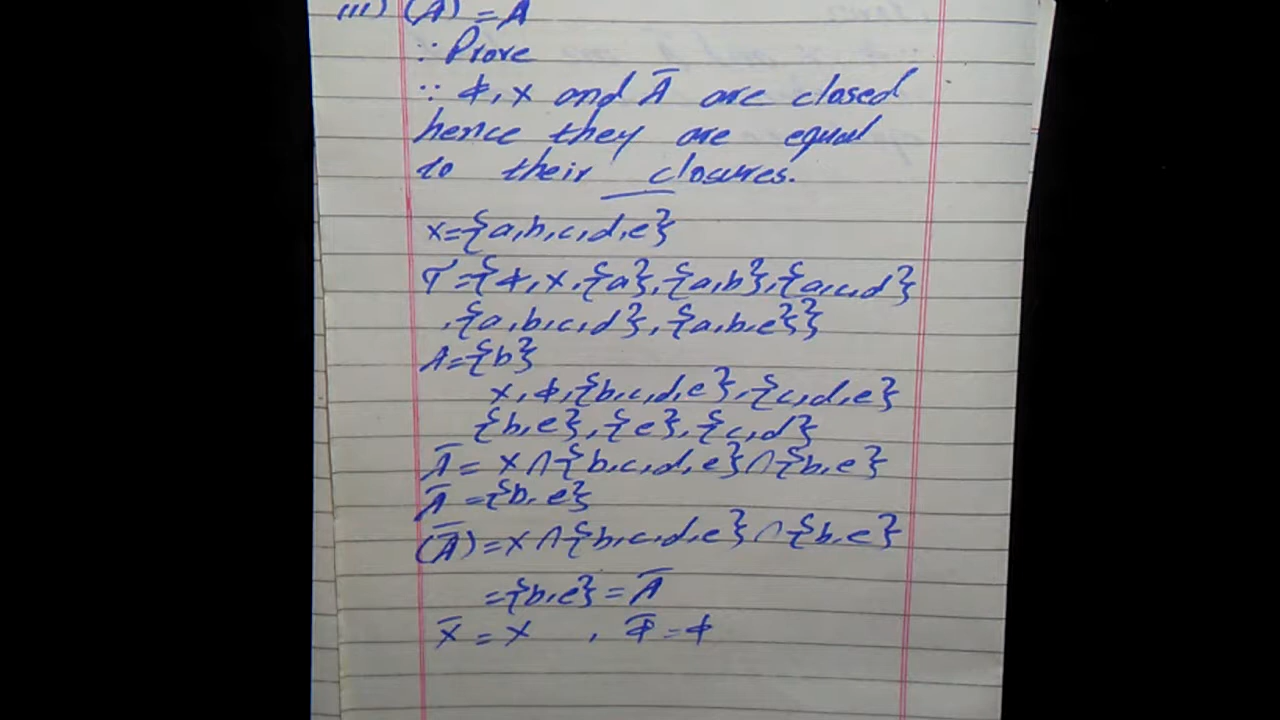 iii) (A̅) = A̅
∵ Prove
∵ ϕ, x and A̅ are closed
hence they are equal
to their closures.
x={a,b,c,d,e}
τ={ϕ,x,{a},{a,b},{a,c,d}
,{a,b,c,d},{a,b,e}}
A={b}
x,ϕ,{b,c,d,e},{c,d,e}
{b,e},{e},{c,d}
A̅ = x∩{b,c,d,e}∩{b,e}
A̅ ={b,e}
(A̅)=x∩{b,c,d,e}∩{b,e}
={b,e}=A̅
x̅ = x , ϕ̅ = ϕ